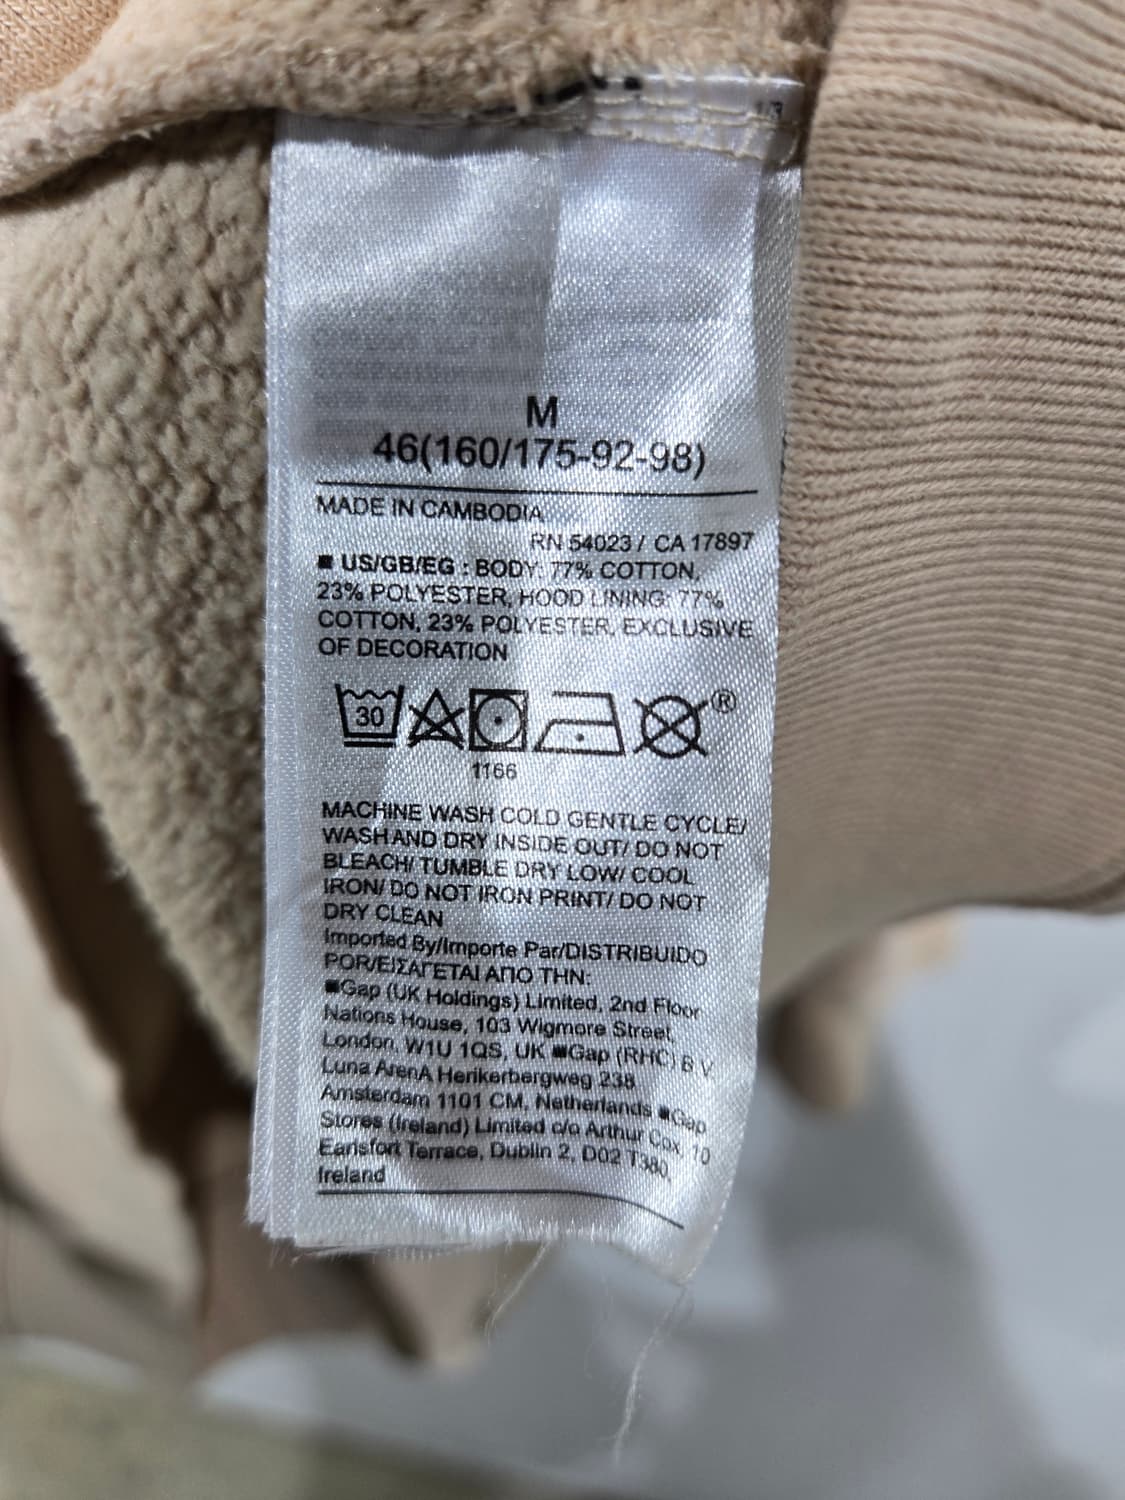 1/3
M
46(160/175-92-98)
MADE IN CAMBODIA
RN 54023 / CA 17897
■ US/GB/EG : BODY: 77% COTTON,
23% POLYESTER, HOOD LINING: 77%
COTTON, 23% POLYESTER, EXCLUSIVE
OF DECORATION
30
®
1166
MACHINE WASH COLD GENTLE CYCLE/
WASH AND DRY INSIDE OUT/ DO NOT
BLEACH/ TUMBLE DRY LOW/ COOL
IRON/ DO NOT IRON PRINT/ DO NOT
DRY CLEAN
Imported By/Importe Par/DISTRIBUIDO
POR/ΕΙΣΑΓΕΤΑΙ ΑΠΟ ΤΗΝ:
■Gap (UK Holdings) Limited, 2nd Floor
Nations House, 103 Wigmore Street,
London, W1U 1QS, UK ■Gap (RHC) B.V.
Luna ArenA Herikerbergweg 238
Amsterdam 1101 CM, Netherlands ■Gap
Stores (Ireland) Limited c/o Arthur Cox, 10
Earlsfort Terrace, Dublin 2, D02 T380,
Ireland